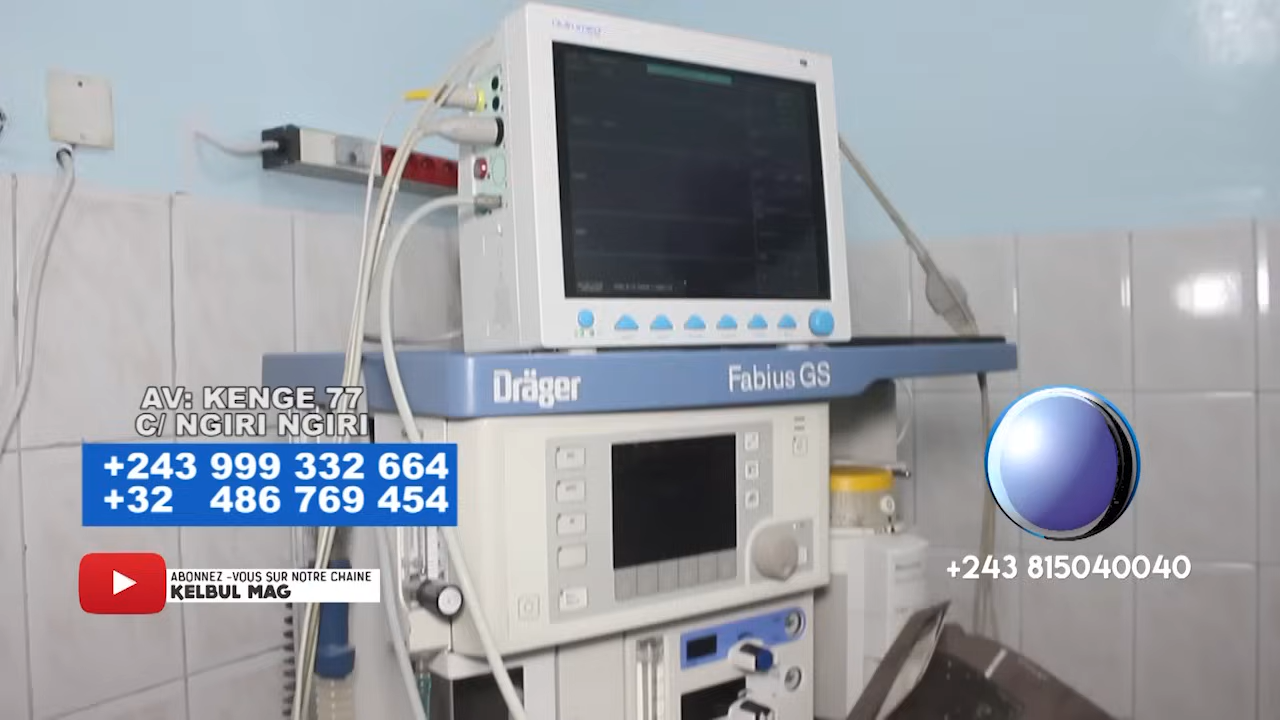 Dräger
Fabius GS
AV: KENGE 77
C/ NGIRI NGIRI
+243 999 332 664
+32 486 769 454
ABONNEZ -VOUS SUR NOTRE CHAINE
KELBUL MAG
+243 815040040